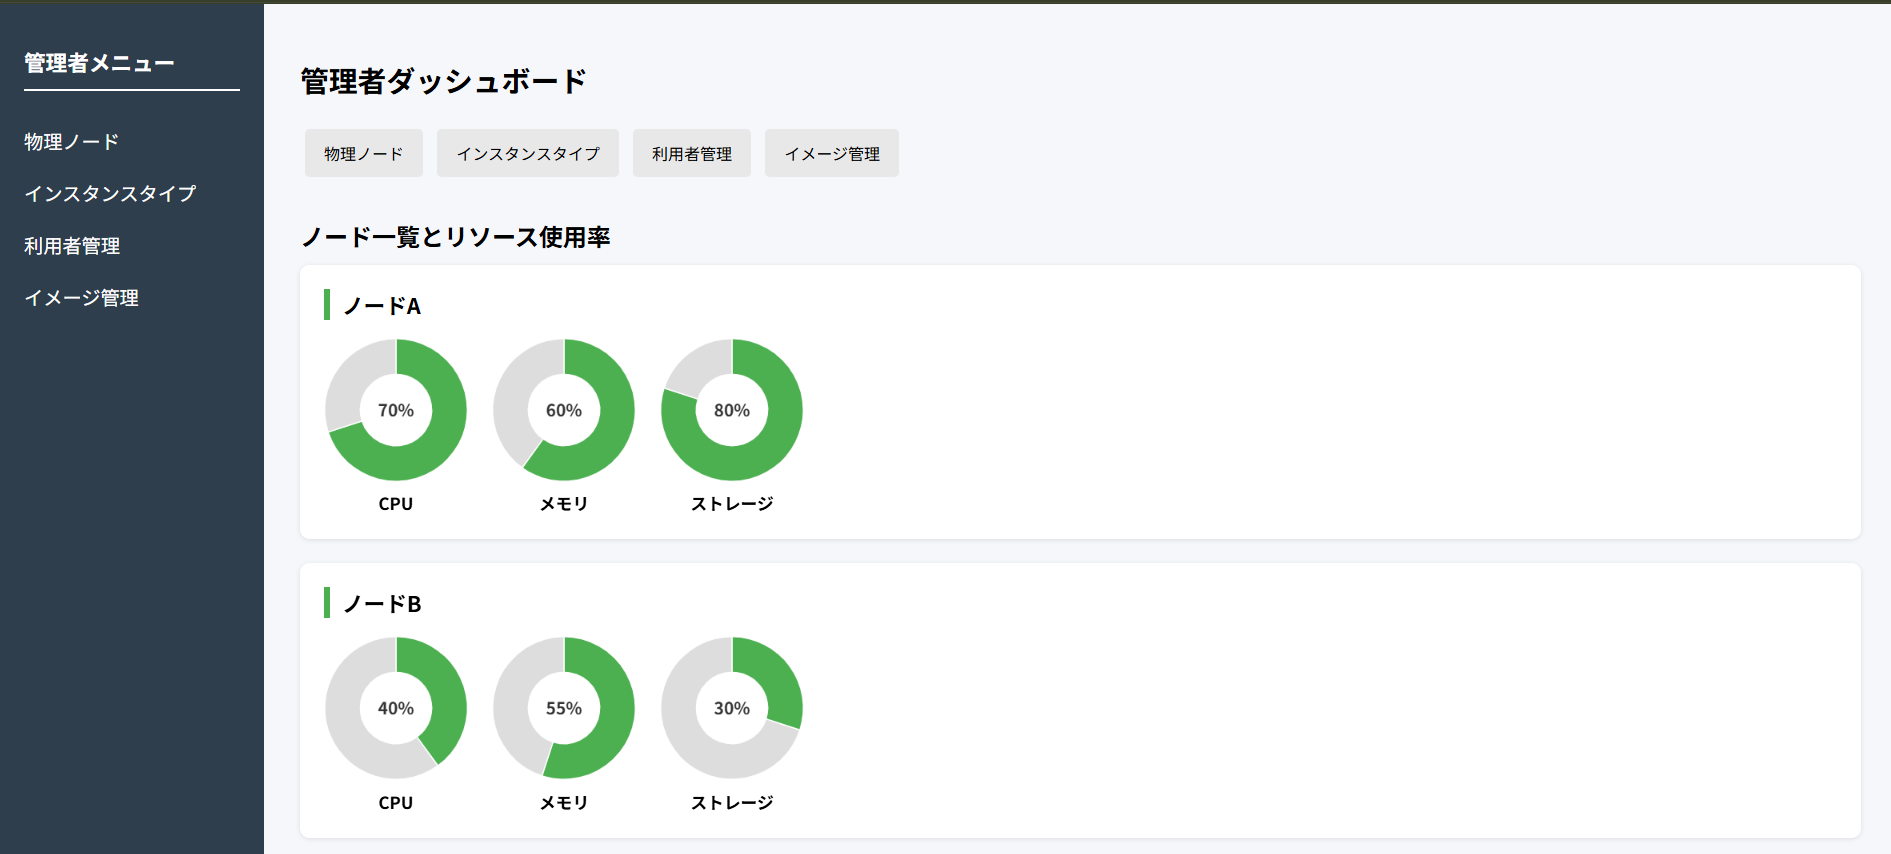 管理者メニュー
物理ノード
インスタンスタイプ
利用者管理
イメージ管理
管理者ダッシュボード
物理ノード インスタンスタイプ 利用者管理 イメージ管理
ノード一覧とリソース使用率
ノードA
70% 60% 80%
CPU メモリ ストレージ
ノードB
40% 55% 30%
CPU メモリ ストレージ